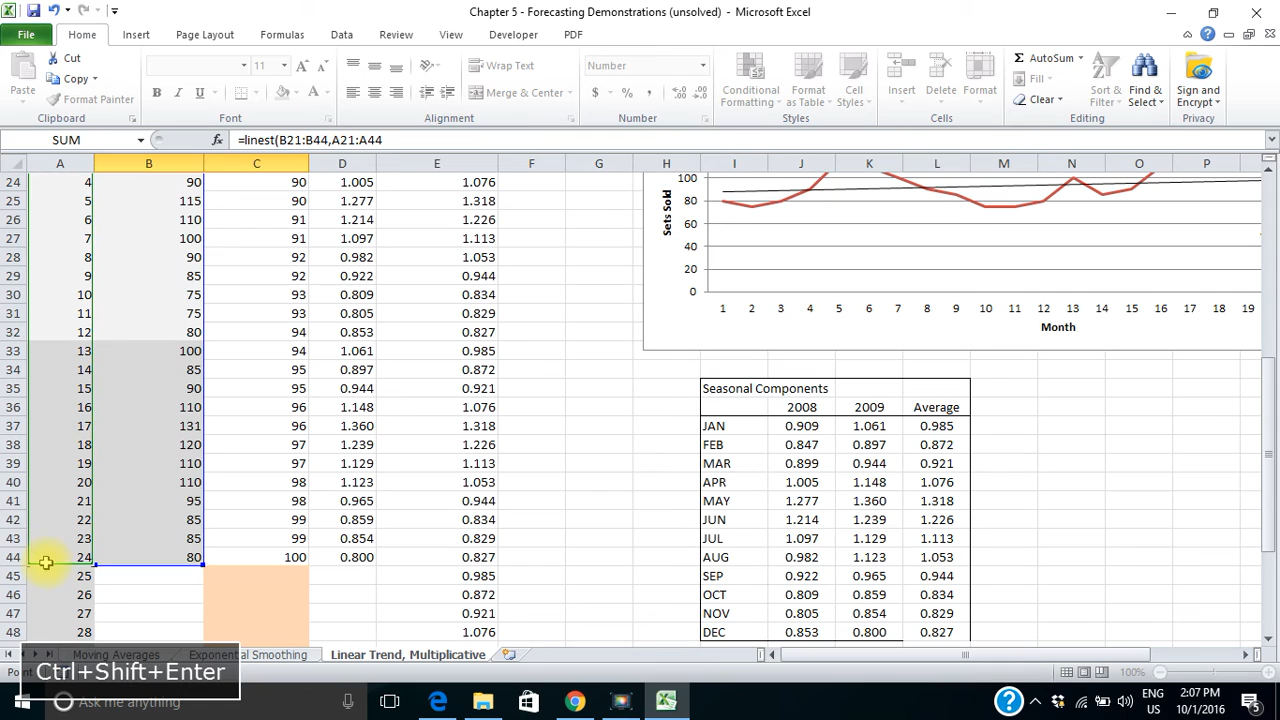 Chapter 5 - Forecasting Demonstrations (unsolved) - Microsoft Excel
File Home Insert Page Layout Formulas Data Review View Developer PDF
Paste Cut Copy Format Painter
11 Wrap Text Merge & Center
Number
Conditional Formatting Format as Table Cell Styles
Insert Delete Format
AutoSum Fill Clear Sort & Filter Find & Select
Sign and Encrypt
Clipboard Font Alignment Number Styles Cells Editing Privacy
SUM =linest(B21:B44,A21:A44
A B C D E F G H I J K L M N O P
24 4 90 90 1.005 1.076
25 5 115 90 1.277 1.318
26 6 110 91 1.214 1.226
27 7 100 91 1.097 1.113
28 8 90 92 0.982 1.053
29 9 85 92 0.922 0.944
30 10 75 93 0.809 0.834
31 11 75 93 0.805 0.829
32 12 80 94 0.853 0.827
33 13 100 94 1.061 0.985
34 14 85 95 0.897 0.872
35 15 90 95 0.944 0.921
36 16 110 96 1.148 1.076
37 17 131 96 1.360 1.318
38 18 120 97 1.239 1.226
39 19 110 97 1.129 1.113
40 20 110 98 1.123 1.053
41 21 95 98 0.965 0.944
42 22 85 99 0.859 0.834
43 23 85 99 0.854 0.829
44 24 80 100 0.800 0.827
45 25 0.985
46 26 0.872
47 27 0.921
48 28 1.076
Sets Sold
100
80
60
40
20
0
1 2 3 4 5 6 7 8 9 10 11 12 13 14 15 16 17 18 19
Month
Seasonal Components
2008 2009 Average
JAN 0.909 1.061 0.985
FEB 0.847 0.897 0.872
MAR 0.899 0.944 0.921
APR 1.005 1.148 1.076
MAY 1.277 1.360 1.318
JUN 1.214 1.239 1.226
JUL 1.097 1.129 1.113
AUG 0.982 1.123 1.053
SEP 0.922 0.965 0.944
OCT 0.809 0.859 0.834
NOV 0.805 0.854 0.829
DEC 0.853 0.800 0.827
Moving Averages Exponential Smoothing Linear Trend, Multiplicative
Ctrl+Shift+Enter
Point
100%
Ask me anything
ENG 2:07 PM
US 10/1/2016
5